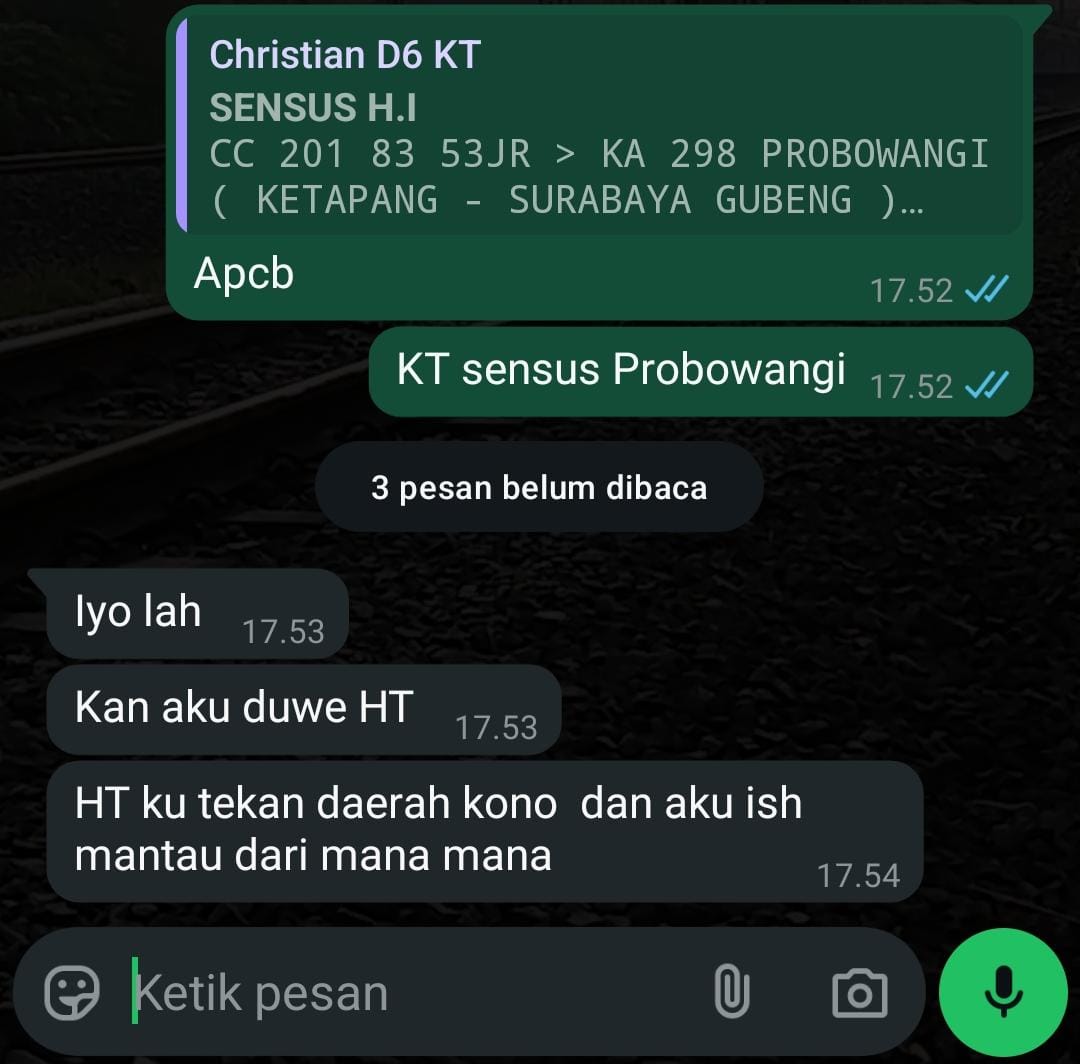 Christian D6 KT
SENSUS H.I
CC 201 83 53JR > KA 298 PROBOWANGI
( KETAPANG - SURABAYA GUBENG )…
Apcb
17.52
KT sensus Probowangi
17.52
3 pesan belum dibaca
Iyo lah
17.53
Kan aku duwe HT
17.53
HT ku tekan daerah kono  dan aku ish
mantau dari mana mana
17.54
Ketik pesan